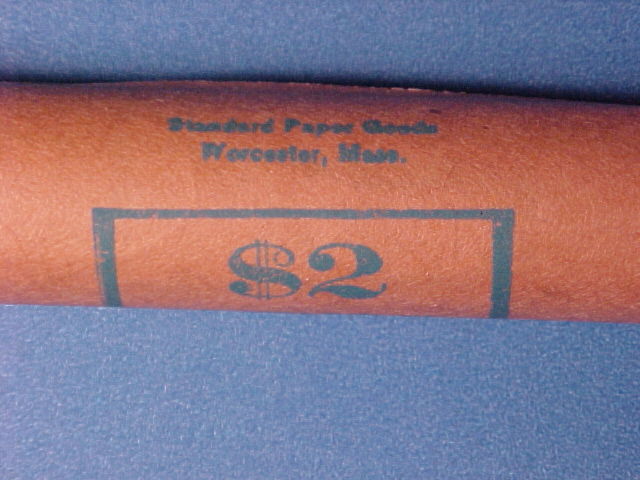 Standard Paper Goods
Worcester, Mass.
$2